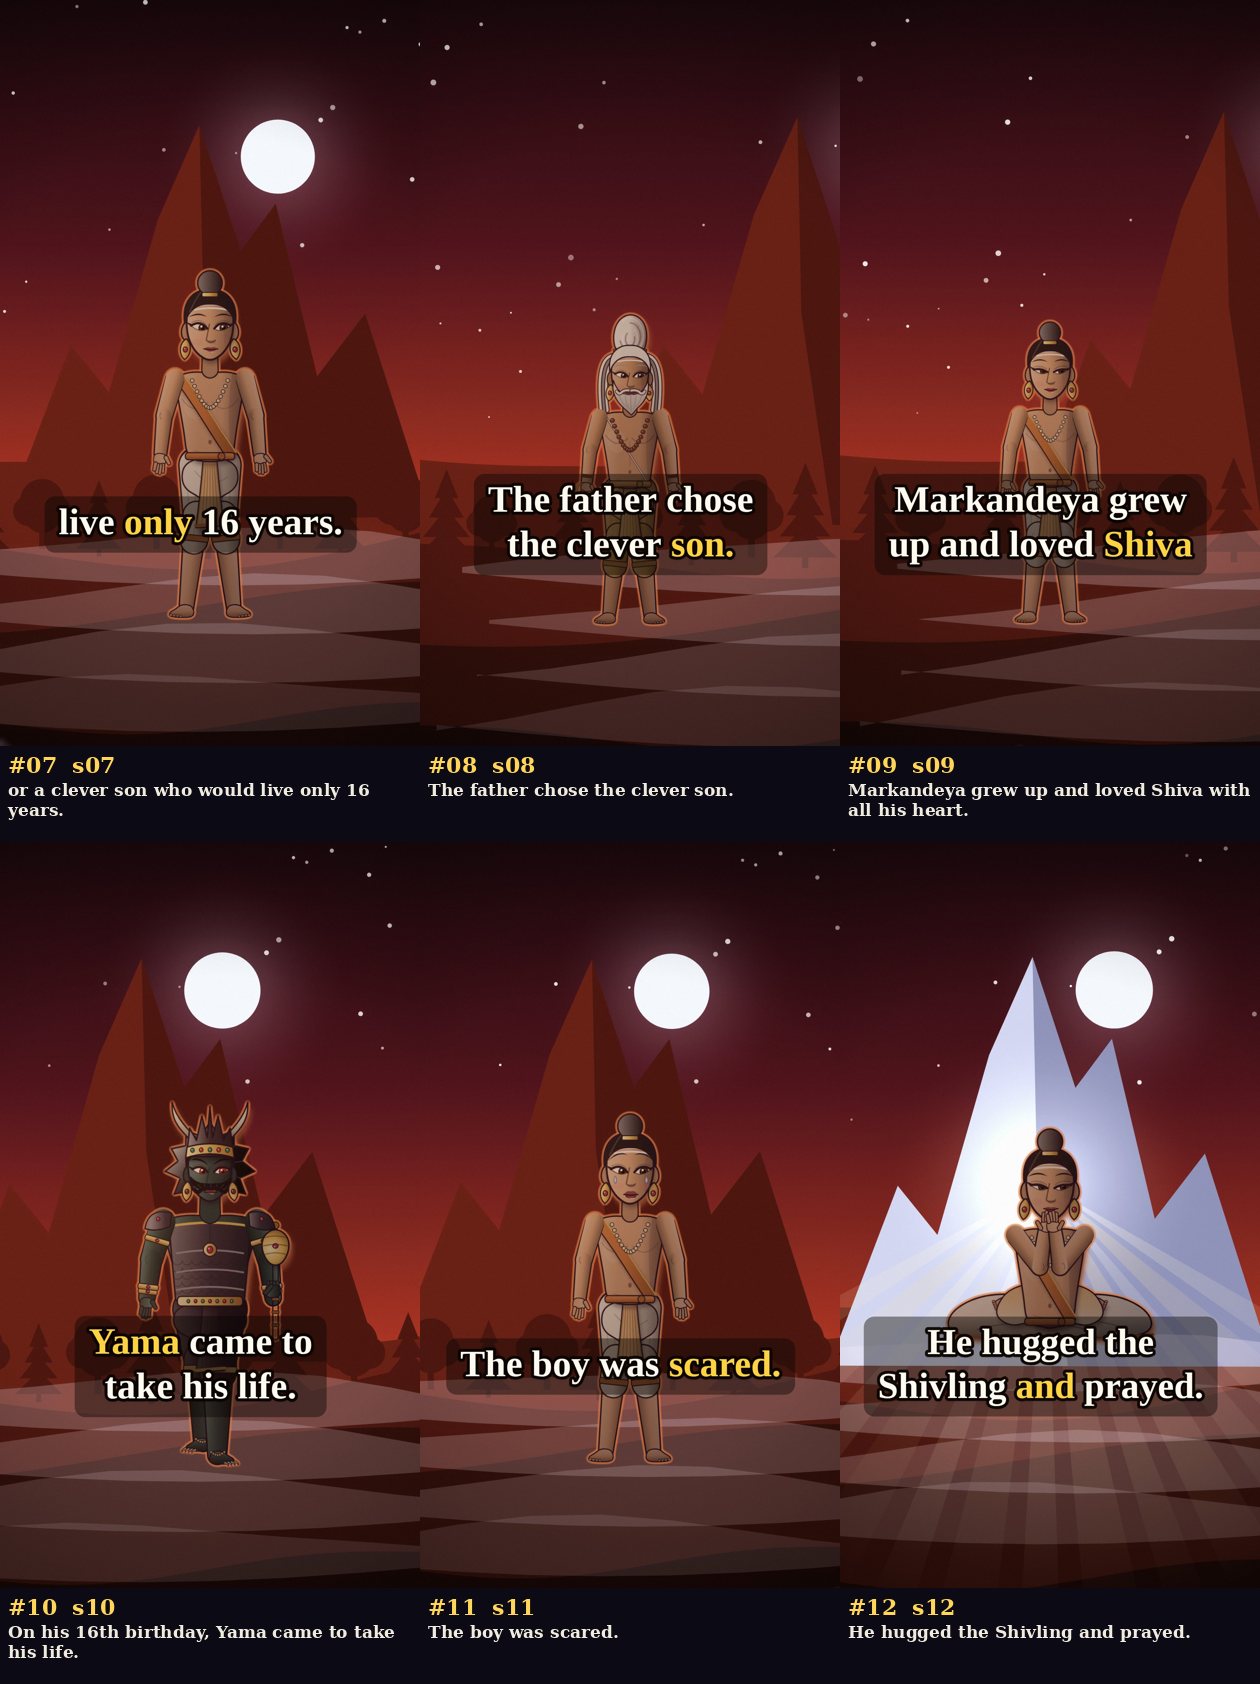 live only 16 years.
#07 s07
or a clever son who would live only 16
years.
The father chose
the clever son.
#08 s08
The father chose the clever son.
Markandeya grew
up and loved Shiva
#09 s09
Markandeya grew up and loved Shiva with
all his heart.
Yama came to
take his life.
#10 s10
On his 16th birthday, Yama came to take
his life.
The boy was scared.
#11 s11
The boy was scared.
He hugged the
Shivling and prayed.
#12 s12
He hugged the Shivling and prayed.